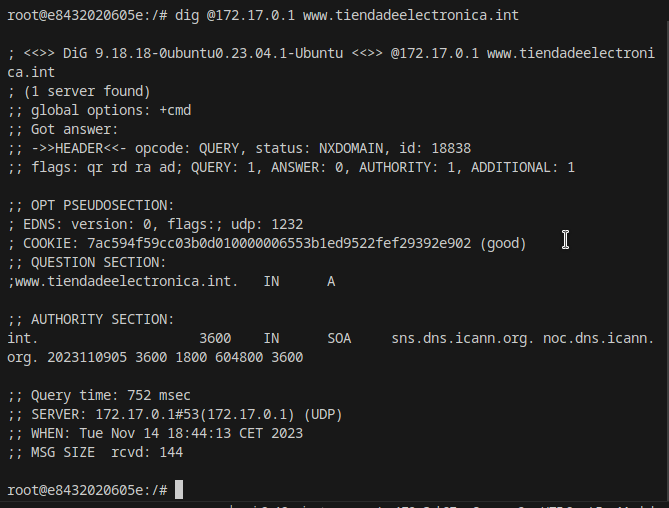 root@e8432020605e:/# dig @172.17.0.1 www.tiendadeelectronica.int
; <<>> DiG 9.18.18-0ubuntu0.23.04.1-Ubuntu <<>> @172.17.0.1 www.tiendadeelectroni
ca.int
; (1 server found)
;; global options: +cmd
;; Got answer:
;; ->>HEADER<<- opcode: QUERY, status: NXDOMAIN, id: 18838
;; flags: qr rd ra ad; QUERY: 1, ANSWER: 0, AUTHORITY: 1, ADDITIONAL: 1
;; OPT PSEUDOSECTION:
; EDNS: version: 0, flags:; udp: 1232
; COOKIE: 7ac594f59cc03b0d010000006553b1ed9522fef29392e902 (good)
;; QUESTION SECTION:
;www.tiendadeelectronica.int. IN A
;; AUTHORITY SECTION:
int. 3600 IN SOA sns.dns.icann.org. noc.dns.icann.
org. 2023110905 3600 1800 604800 3600
;; Query time: 752 msec
;; SERVER: 172.17.0.1#53(172.17.0.1) (UDP)
;; WHEN: Tue Nov 14 18:44:13 CET 2023
;; MSG SIZE rcvd: 144
root@e8432020605e:/#